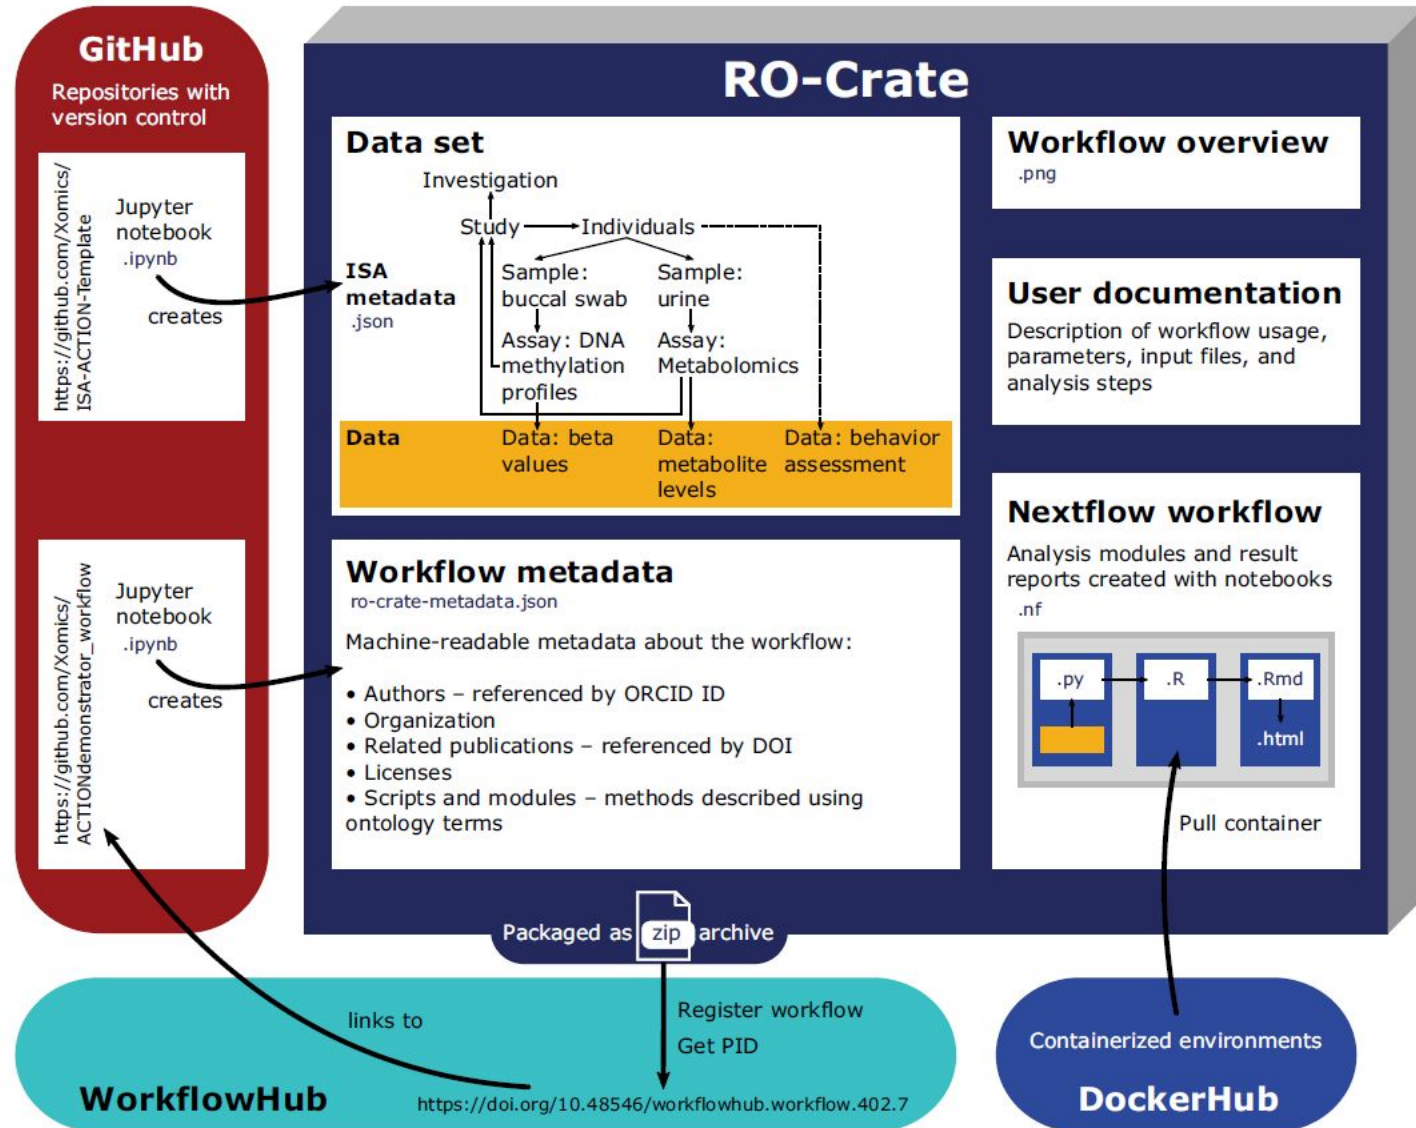 GitHub
Repositories with
version control
https://github.com/Xomics/
ISA-ACTION-Template
Jupyter
notebook
.ipynb
creates
https://github.com/Xomics/
ACTIONdemonstrator_workflow
Jupyter
notebook
.ipynb
creates
RO-Crate
Data set
Investigation
Study
Individuals
ISA
metadata
.json
Sample:
buccal swab
Sample:
urine
Assay: DNA
methylation
profiles
Assay:
Metabolomics
Data
Data: beta
values
Data:
metabolite
levels
Data: behavior
assessment
Workflow metadata
ro-crate-metadata.json
Machine-readable metadata about the workflow:
• Authors – referenced by ORCID ID
• Organization
• Related publications – referenced by DOI
• Licenses
• Scripts and modules – methods described using
ontology terms
Workflow overview
.png
User documentation
Description of workflow usage,
parameters, input files, and
analysis steps
Nextflow workflow
Analysis modules and result
reports created with notebooks
.nf
.py
.R
.Rmd
.html
Pull container
Packaged as zip archive
links to
Register workflow
Get PID
WorkflowHub
https://doi.org/10.48546/workflowhub.workflow.402.7
Containerized environments
DockerHub